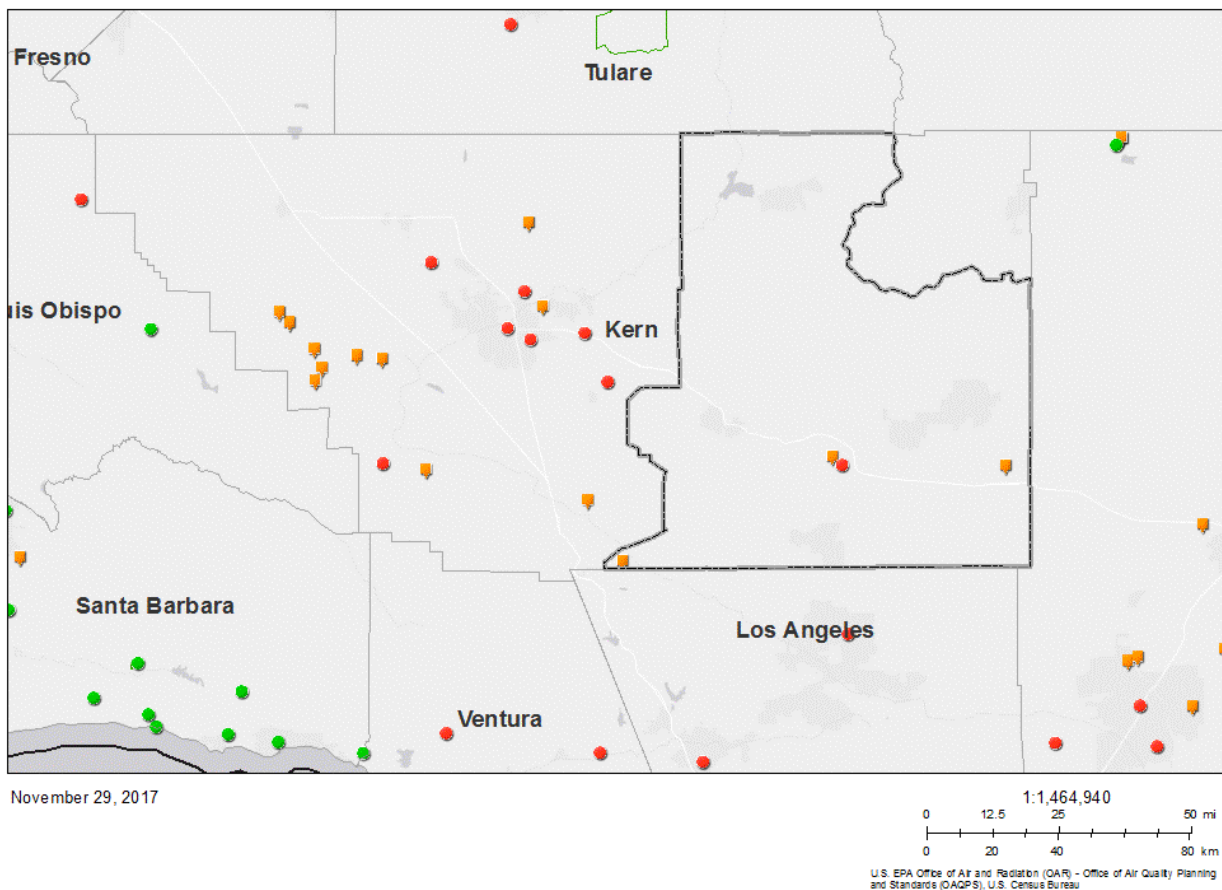 Fresno
Tulare
uis Obispo
Kern
Santa Barbara
Los Angeles
Ventura
November 29, 2017
1:1,464,940
0 12.5 25 50 mi
0 20 40 80 km
U.S. EPA Office of Air and Radiation (OAR) - Office of Air Quality Planning
and Standards (OAQPS), U.S. Census Bureau